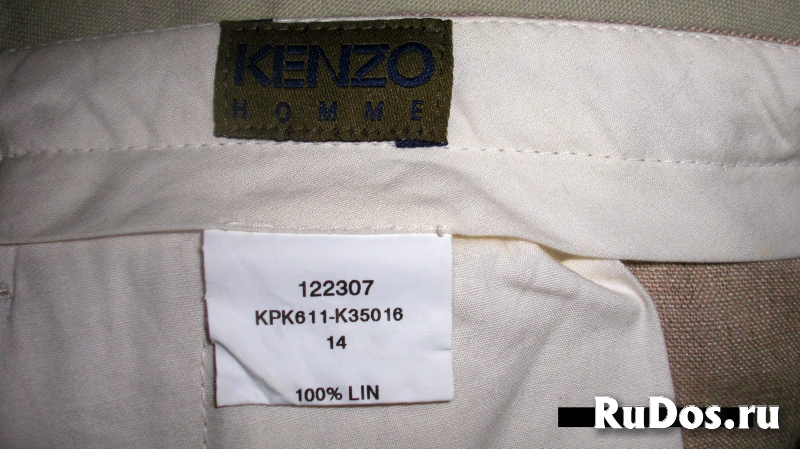 KENZO
HOMME
122307
KPK611-K35016
14
100% LIN
RuDos.ru